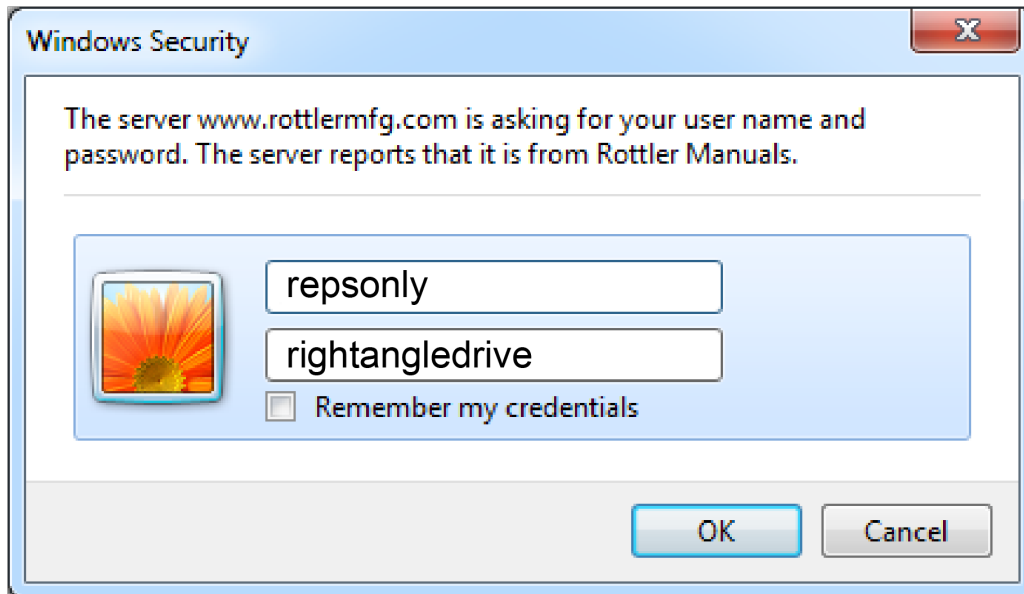 Windows Security
The server www.rottlermfg.com is asking for your user name and
password. The server reports that it is from Rottler Manuals.
repsonly
rightangledrive
Remember my credentials
OK
Cancel